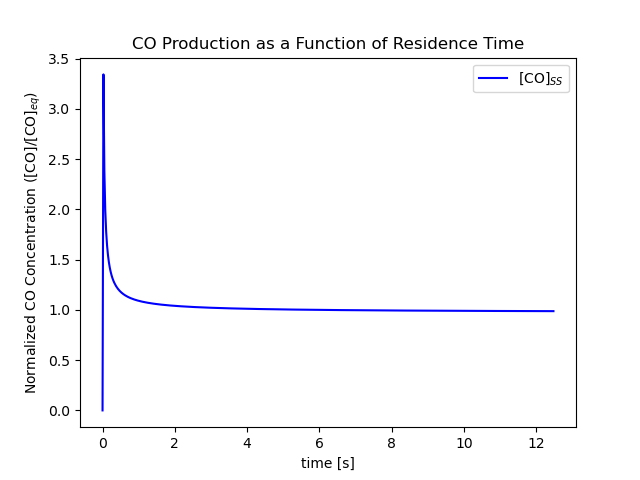 CO Production as a Function of Residence Time
Normalized CO Concentration ([CO]/[CO]eq)
3.5
3.0
2.5
2.0
1.5
1.0
0.5
0.0
[CO]SS
0 2 4 6 8 10 12
time [s]